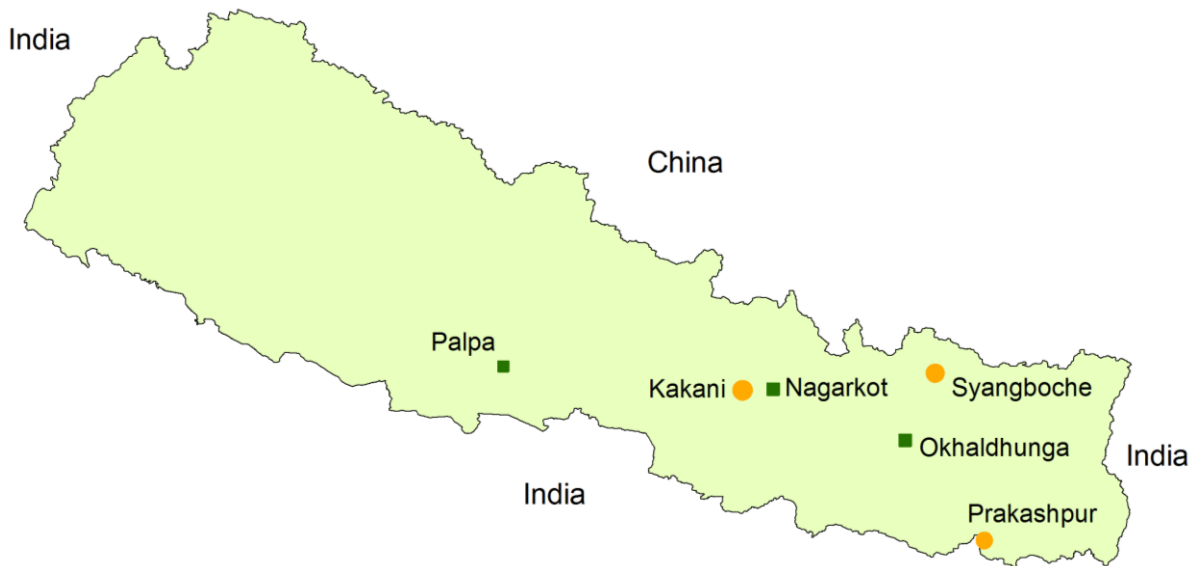 India
China
Palpa
Kakani
Nagarkot
Syangboche
Okhaldhunga
India
India
Prakashpur